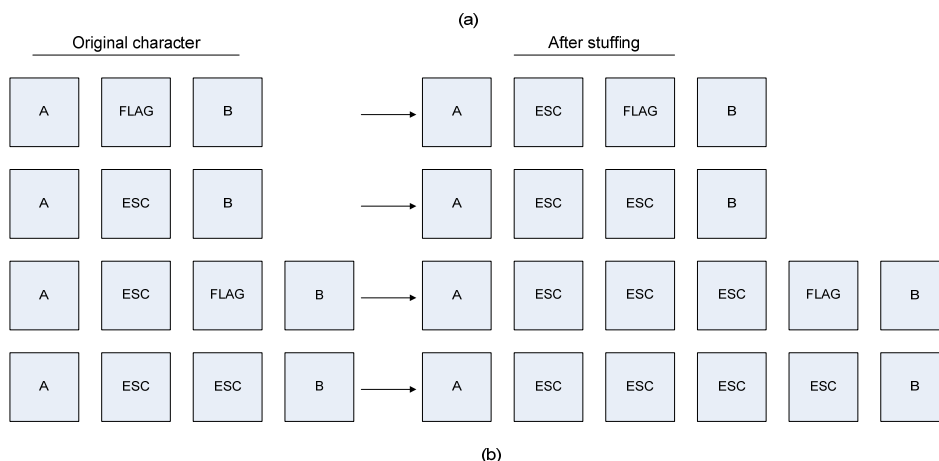 (a)
Original character After stuffing
A FLAG B A ESC FLAG B
A ESC B A ESC ESC B
A ESC FLAG B A ESC ESC ESC FLAG B
A ESC ESC B A ESC ESC ESC ESC B
(b)